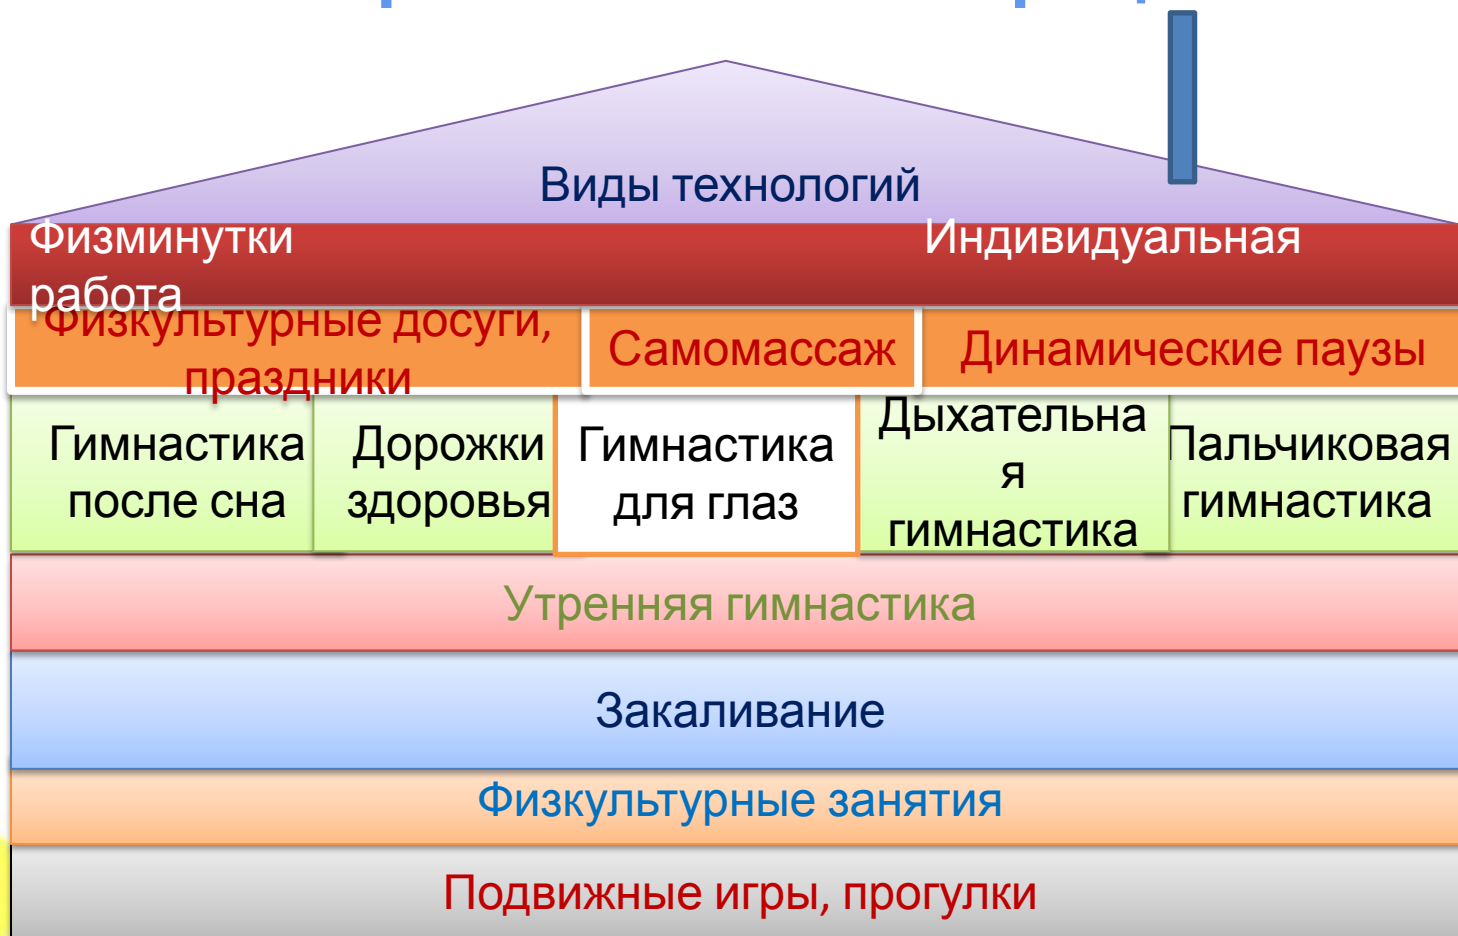 Виды технологий
Физминутки Индивидуальная
работа
Физкультурные досуги,
праздники
Самомассаж
Динамические паузы
Гимнастика
после сна
Дорожки
здоровья
Гимнастика
для глаз
Дыхательна
я
гимнастика
Пальчиковая
гимнастика
Утренняя гимнастика
Закаливание
Физкультурные занятия
Подвижные игры, прогулки